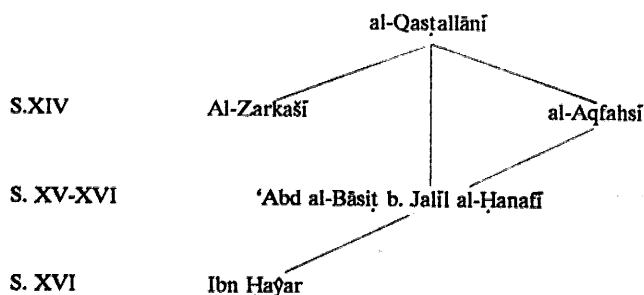 al-Qasṭallānī
S.XIV Al-Zarkašī al-Aqfahsī
S. XV-XVI ‘Abd al-Bāsiṭ b. Jalīl al-Ḥanafī
S. XVI Ibn Ḥaŷar